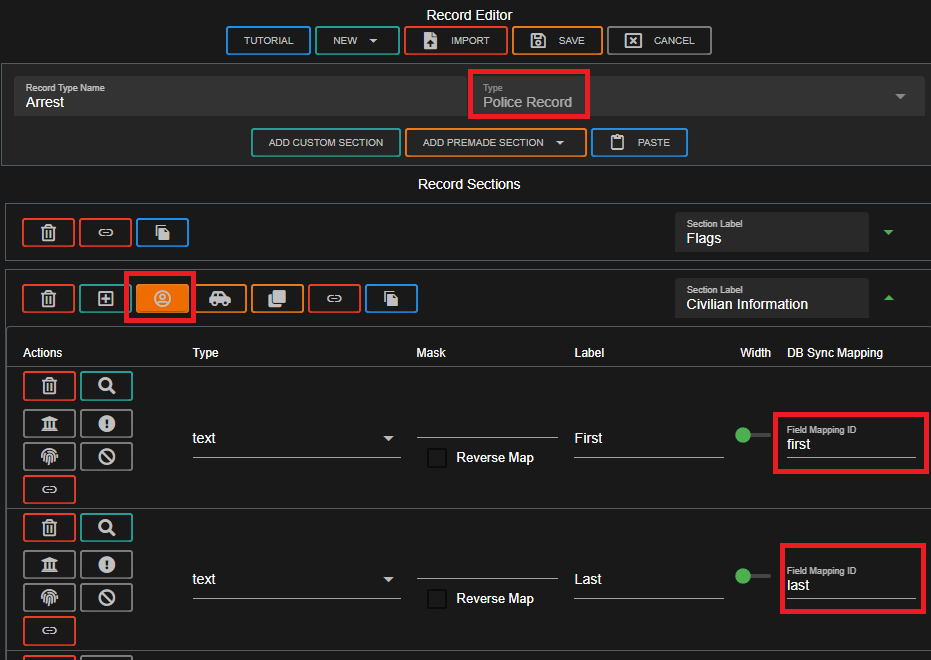 Record Editor
TUTORIAL NEW IMPORT SAVE CANCEL
Record Type Name
Arrest
Type
Police Record
ADD CUSTOM SECTION ADD PREMADE SECTION PASTE
Record Sections
Section Label
Flags
Section Label
Civilian Information
Actions Type Mask Label Width DB Sync Mapping
Field Mapping ID
text First first
Reverse Map
Field Mapping ID
text Last last
Reverse Map